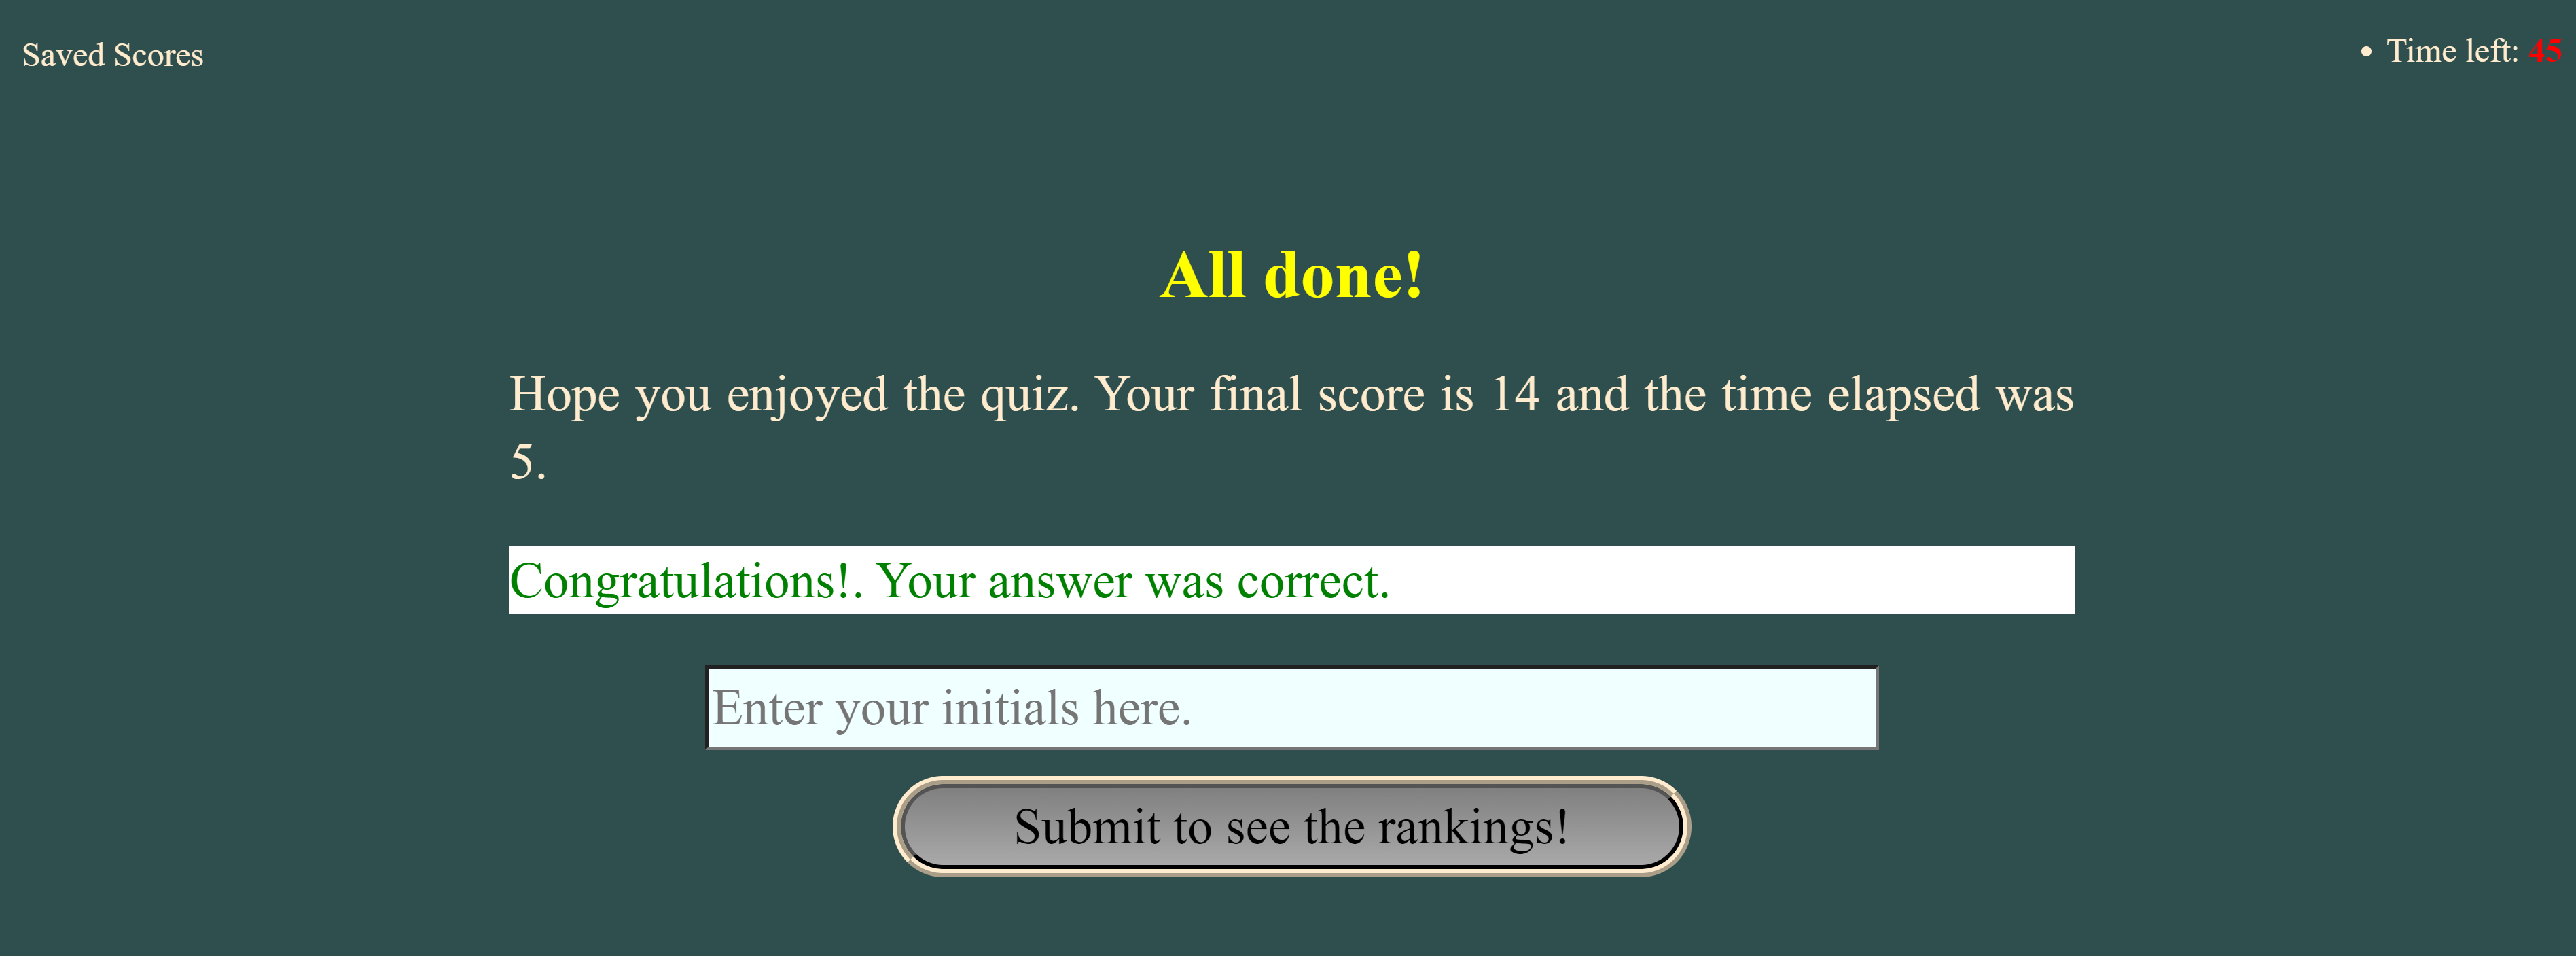 Saved Scores
• Time left: 45
All done!
Hope you enjoyed the quiz. Your final score is 14 and the time elapsed was
5.
Congratulations!. Your answer was correct.
Enter your initials here.
Submit to see the rankings!